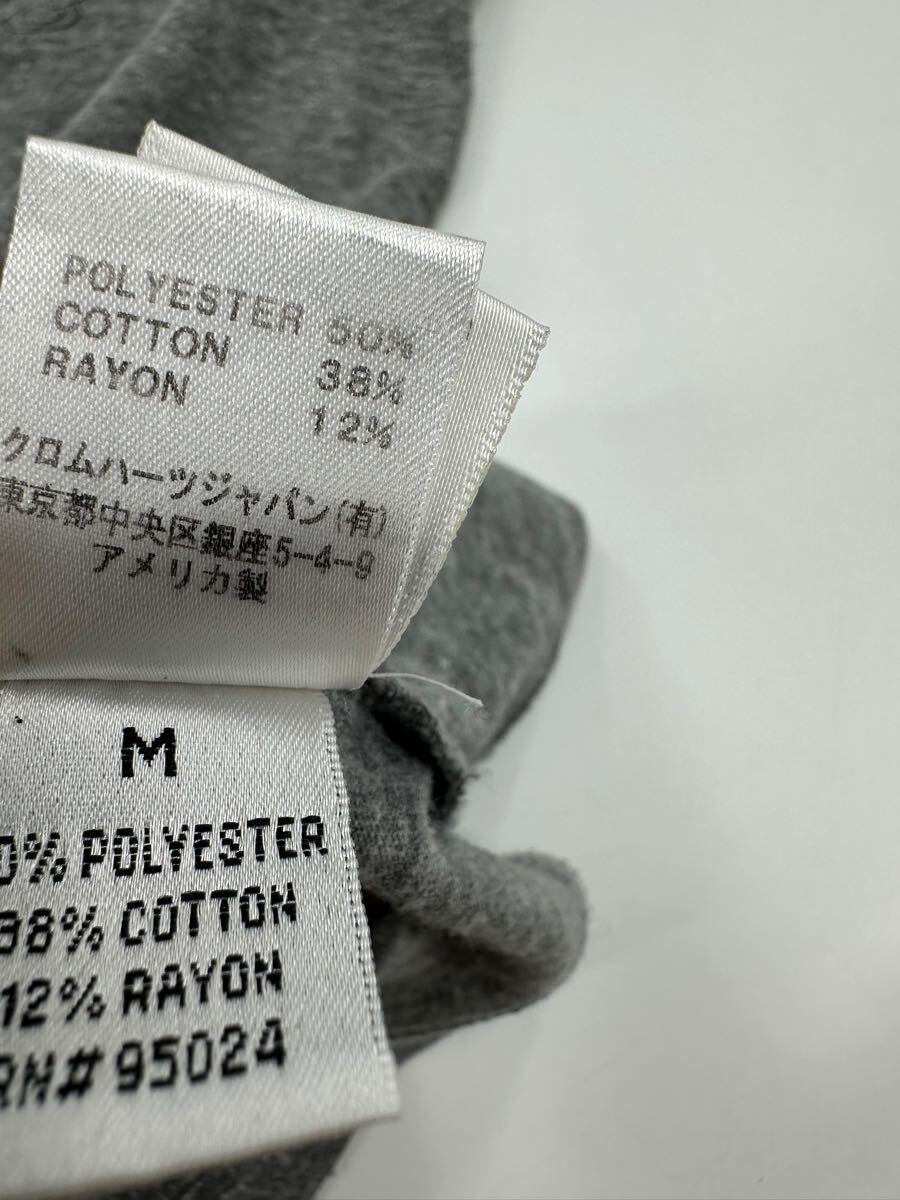 POLYESTER 50%
COTTON 38%
RAYON 12%
クロムハーツジャパン(有)
東京都中央区銀座5-4-9
アメリカ製
M
0% POLYESTER
38% COTTON
12% RAYON
RN# 95024